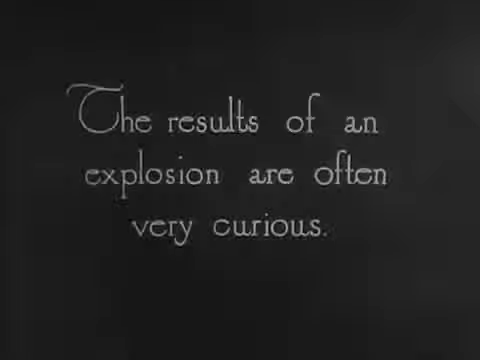 The results of an
explosion are often
very curious.